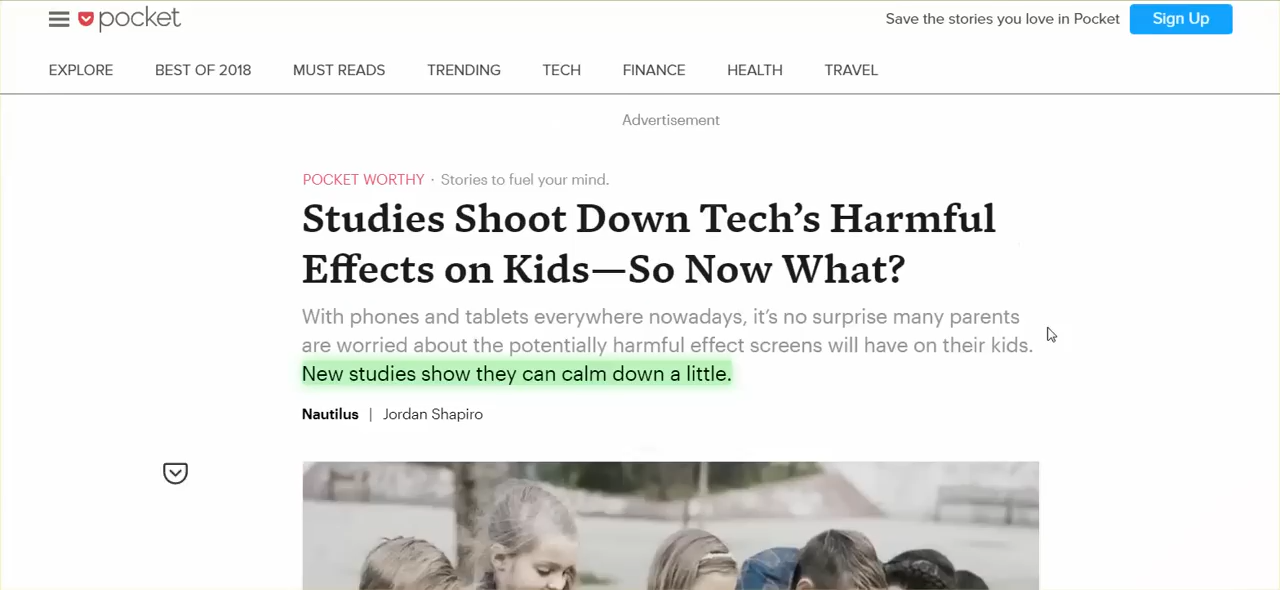 pocket
Save the stories you love in Pocket
Sign Up
EXPLORE BEST OF 2018 MUST READS TRENDING TECH FINANCE HEALTH TRAVEL
Advertisement
POCKET WORTHY · Stories to fuel your mind.
Studies Shoot Down Tech’s Harmful
Effects on Kids—So Now What?
With phones and tablets everywhere nowadays, it’s no surprise many parents
are worried about the potentially harmful effect screens will have on their kids.
New studies show they can calm down a little.
Nautilus | Jordan Shapiro